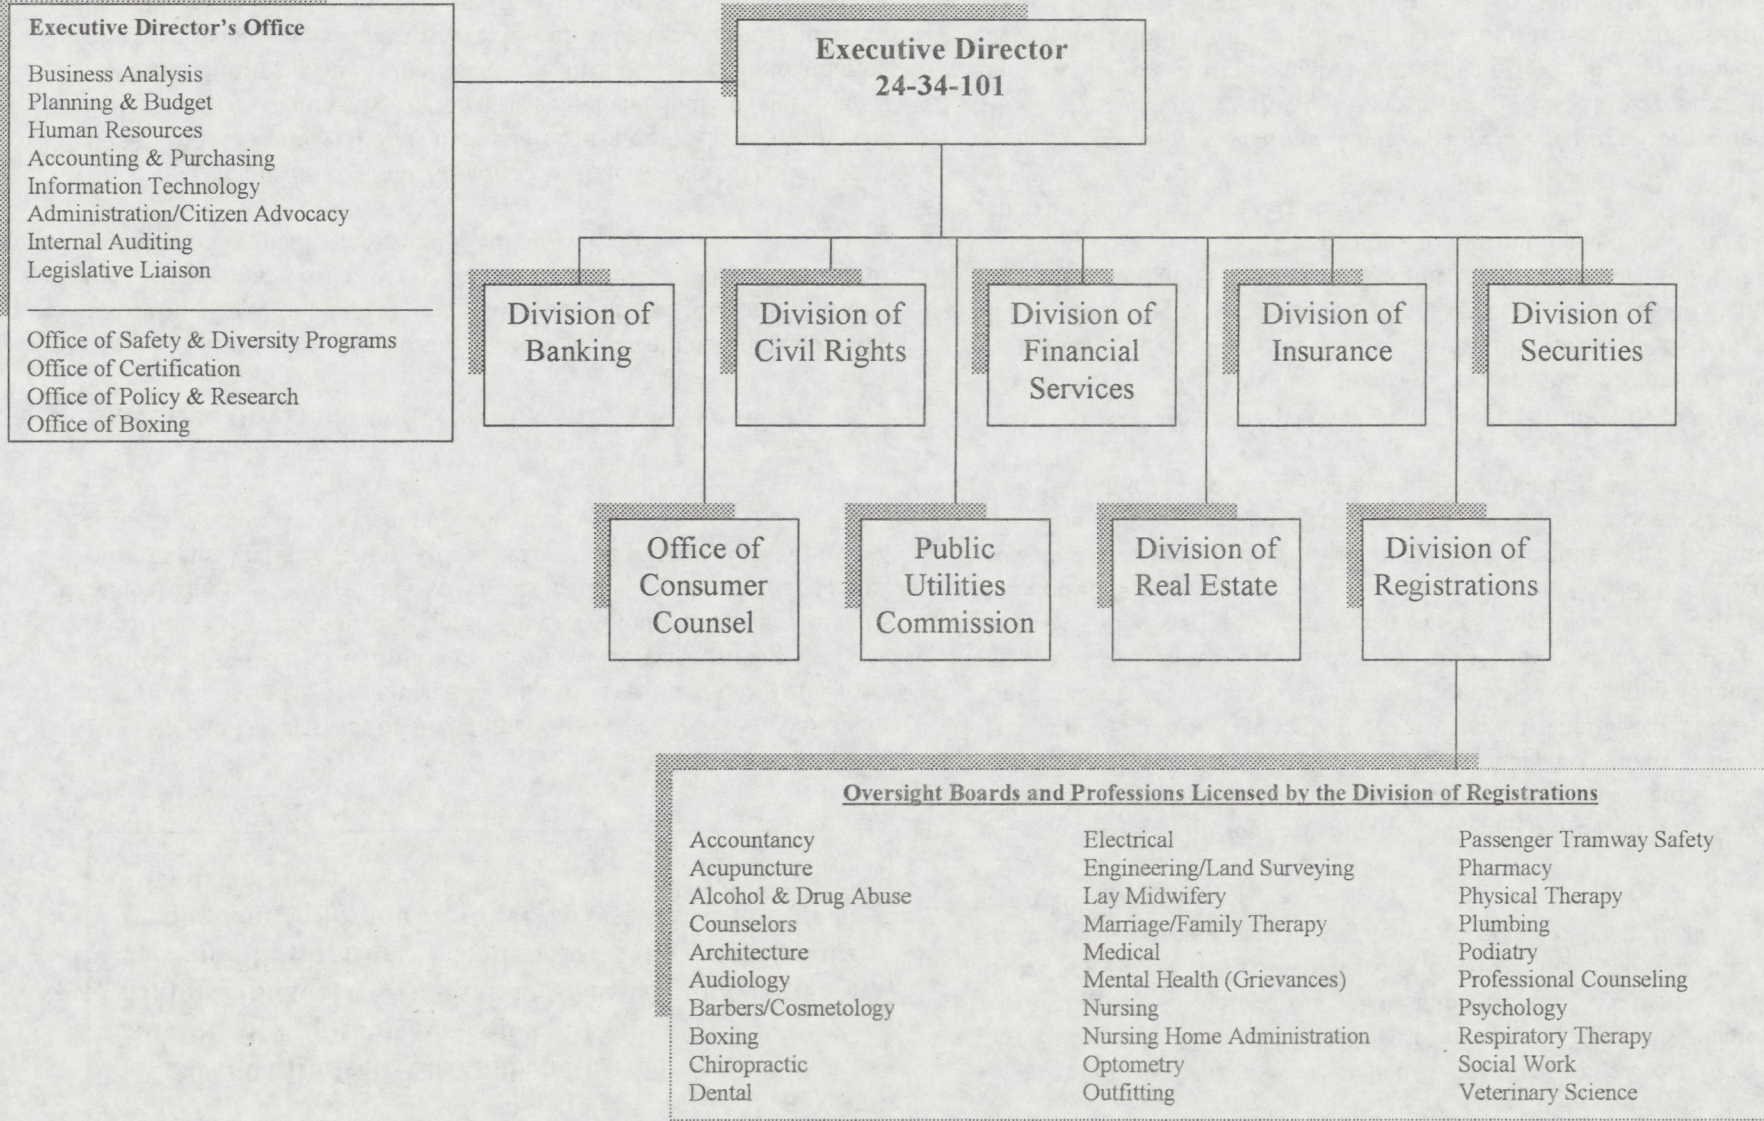 Executive Director's Office
Business Analysis
Planning & Budget
Human Resources
Accounting & Purchasing
Information Technology
Administration/Citizen Advocacy
Internal Auditing
Legislative Liaison
Office of Safety & Diversity Programs
Office of Certification
Office of Policy & Research
Office of Boxing
Executive Director
24-34-101
Division of
Banking
Division of
Civil Rights
Division of
Financial
Services
Division of
Insurance
Division of
Securities
Office of
Consumer
Counsel
Public
Utilities
Commission
Division of
Real Estate
Division of
Registrations
Oversight Boards and Professions Licensed by the Division of Registrations
Accountancy
Acupuncture
Alcohol & Drug Abuse
Counselors
Architecture
Audiology
Barbers/Cosmetology
Boxing
Chiropractic
Dental
Electrical
Engineering/Land Surveying
Lay Midwifery
Marriage/Family Therapy
Medical
Mental Health (Grievances)
Nursing
Nursing Home Administration
Optometry
Outfitting
Passenger Tramway Safety
Pharmacy
Physical Therapy
Plumbing
Podiatry
Professional Counseling
Psychology
Respiratory Therapy
Social Work
Veterinary Science